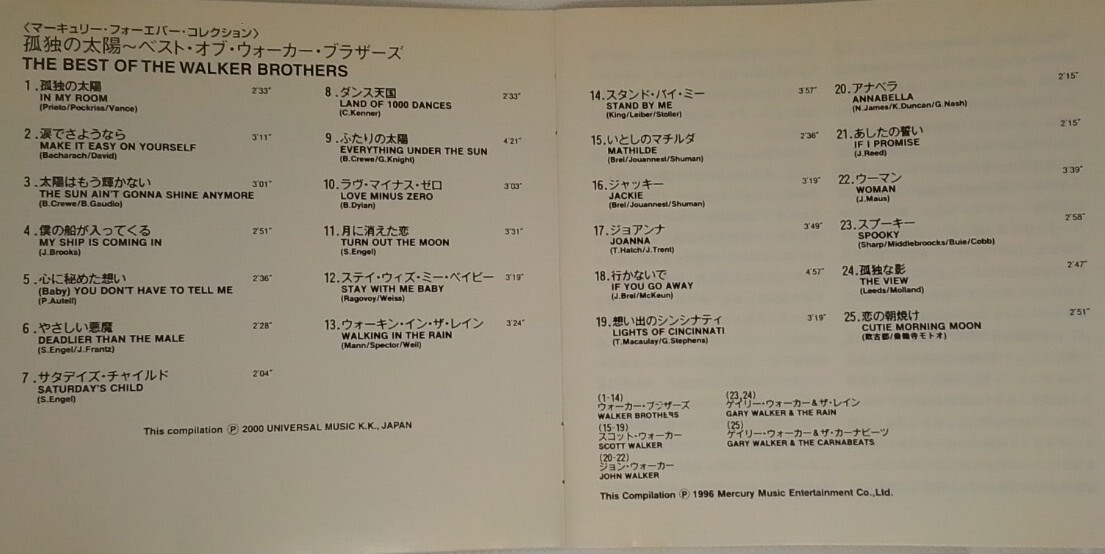 〈マーキュリー・フォーエバー・コレクション〉
孤独の太陽～ベスト・オブ・ウォーカー・ブラザーズ
THE BEST OF THE WALKER BROTHERS
1.孤独の太陽 2'33"
IN MY ROOM
(Prieto/Pockriss/Vance)
2.涙でさようなら 3'11"
MAKE IT EASY ON YOURSELF
(Bacharach/David)
3.太陽はもう輝かない 3'01"
THE SUN AIN'T GONNA SHINE ANYMORE
(B.Crewe/B.Gaudio)
4.僕の船が入ってくる 2'51"
MY SHIP IS COMING IN
(J.Brooks)
5.心に秘めた想い 2'36"
(Baby) YOU DON'T HAVE TO TELL ME
(P.Autell)
6.やさしい悪魔 2'28"
DEADLIER THAN THE MALE
(S.Engel/J.Frantz)
7.サタデイズ・チャイルド 2'04"
SATURDAY'S CHILD
(S.Engel)
8.ダンス天国 2'33"
LAND OF 1000 DANCES
(C.Kenner)
9.ふたりの太陽 4'21"
EVERYTHING UNDER THE SUN
(B.Crewe/G.Knight)
10.ラヴ・マイナス・ゼロ 3'03"
LOVE MINUS ZERO
(B.Dylan)
11.月に消えた恋 3'31"
TURN OUT THE MOON
(S.Engel)
12.ステイ・ウィズ・ミー・ベイビー 3'19"
STAY WITH ME BABY
(Ragovoy/Weiss)
13.ウォーキン・イン・ザ・レイン 3'24"
WALKING IN THE RAIN
(Mann/Spector/Weil)
This compilation Ⓟ 2000 UNIVERSAL MUSIC K.K., JAPAN
14.スタンド・バイ・ミー 3'57"
STAND BY ME
(King/Leiber/Stoller)
15.いとしのマチルダ 2'36"
MATHILDE
(Brel/Jouannest/Shuman)
16.ジャッキー 3'19"
JACKIE
(Brel/Jouannest/Shuman)
17.ジョアンナ 3'49"
JOANNA
(T.Hatch/J.Trent)
18.行かないで 4'57"
IF YOU GO AWAY
(J.Brel/McKeun)
19.想い出のシンシナティ 3'19"
LIGHTS OF CINCINNATI
(T.Macaulay/G.Stephens)
20.アナベラ 2'15"
ANNABELLA
(N.James/K.Duncan/G.Nash)
21.あしたの誓い 2'15"
IF I PROMISE
(J.Reed)
22.ウーマン 3'39"
WOMAN
(J.Maus)
23.スプーキー 2'58"
SPOOKY
(Sharp/Middlebroocks/Buie/Cobb)
24.孤独な影 2'47"
THE VIEW
(Leeds/Molland)
25.恋の朝焼け 2'51"
CUTIE MORNING MOON
(吹古都/秦輪寺モトオ)
(1-14)
ウォーカー・ブラザーズ
WALKER BROTHERS
(15-19)
スコット・ウォーカー
SCOTT WALKER
(20-22)
ジョン・ウォーカー
JOHN WALKER
(23,24)
ゲイリー・ウォーカー&ザ・レイン
GARY WALKER & THE RAIN
(25)
ゲイリー・ウォーカー&ザ・カーナビーツ
GARY WALKER & THE CARNABEATS
This Compilation Ⓟ 1996 Mercury Music Entertainment Co.,Ltd.